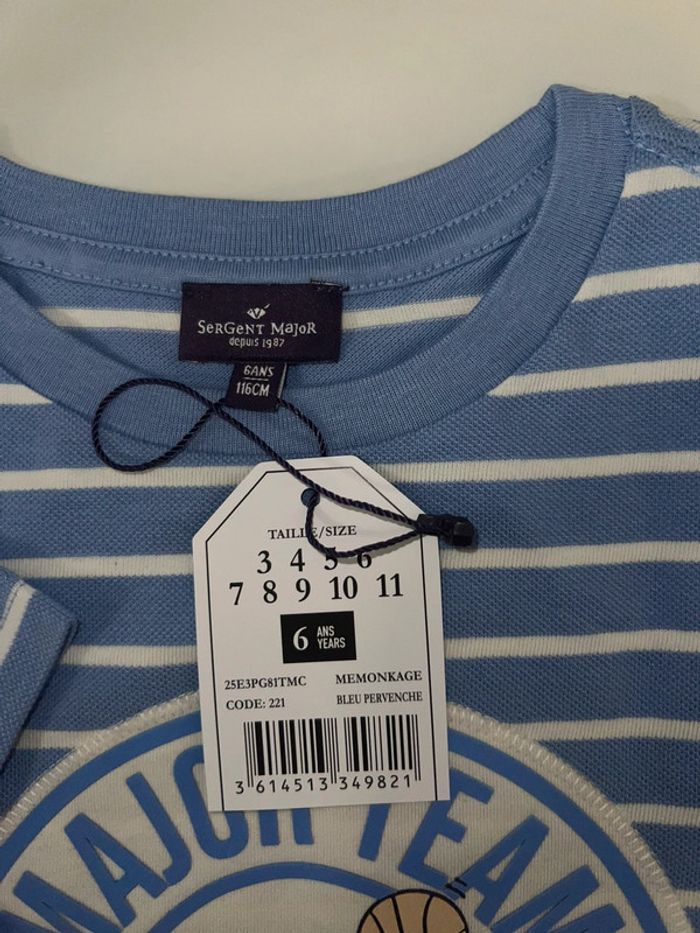 SerGent MajoR
depuis 1987
6ANS
116CM
TAILLE/SIZE
3 4 5 6
7 8 9 10 11
6 ANS
YEARS
25E3PG81TMC MEMONKAGE
CODE: 221 BLEU PERVENCHE
3 614513 349821
MAJOR TEAM